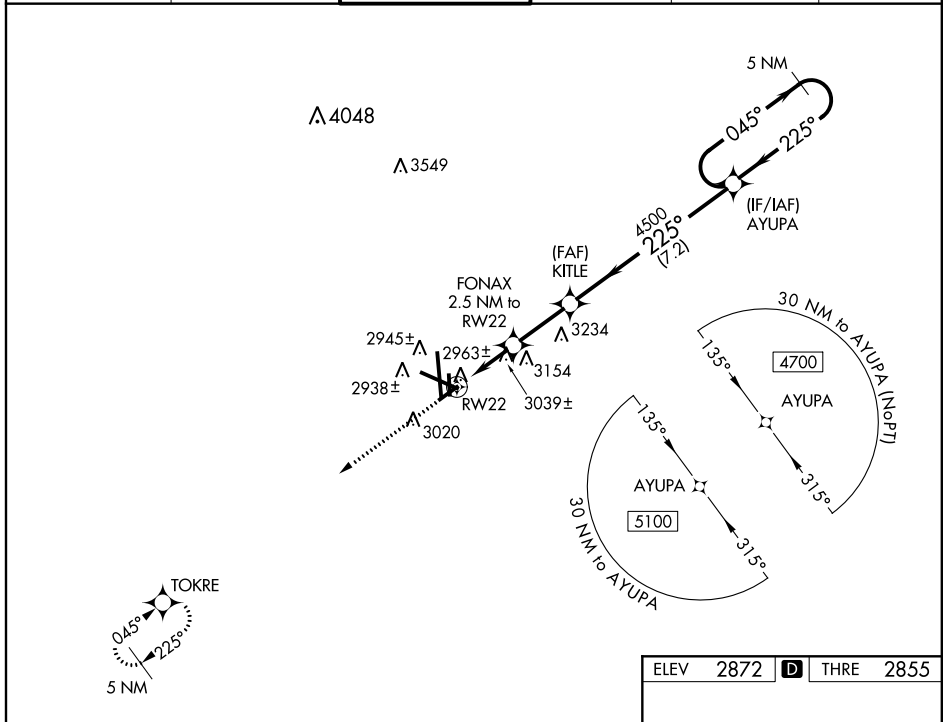 5 NM
4048
045°
225°
3549
(IF/IAF)
AYUPA
4500
225°
(7.2)
(FAF)
KITLE
FONAX
2.5 NM to
RW22
30 NM to AYUPA (NoPT)
3234
2945±
2963±
135°
4700
3154
2938±
AYUPA
RW22
3039±
135°
3020
315°
AYUPA
5100
30 NM to AYUPA
315°
TOKRE
045°
225°
5 NM
ELEV 2872 D THRE 2855